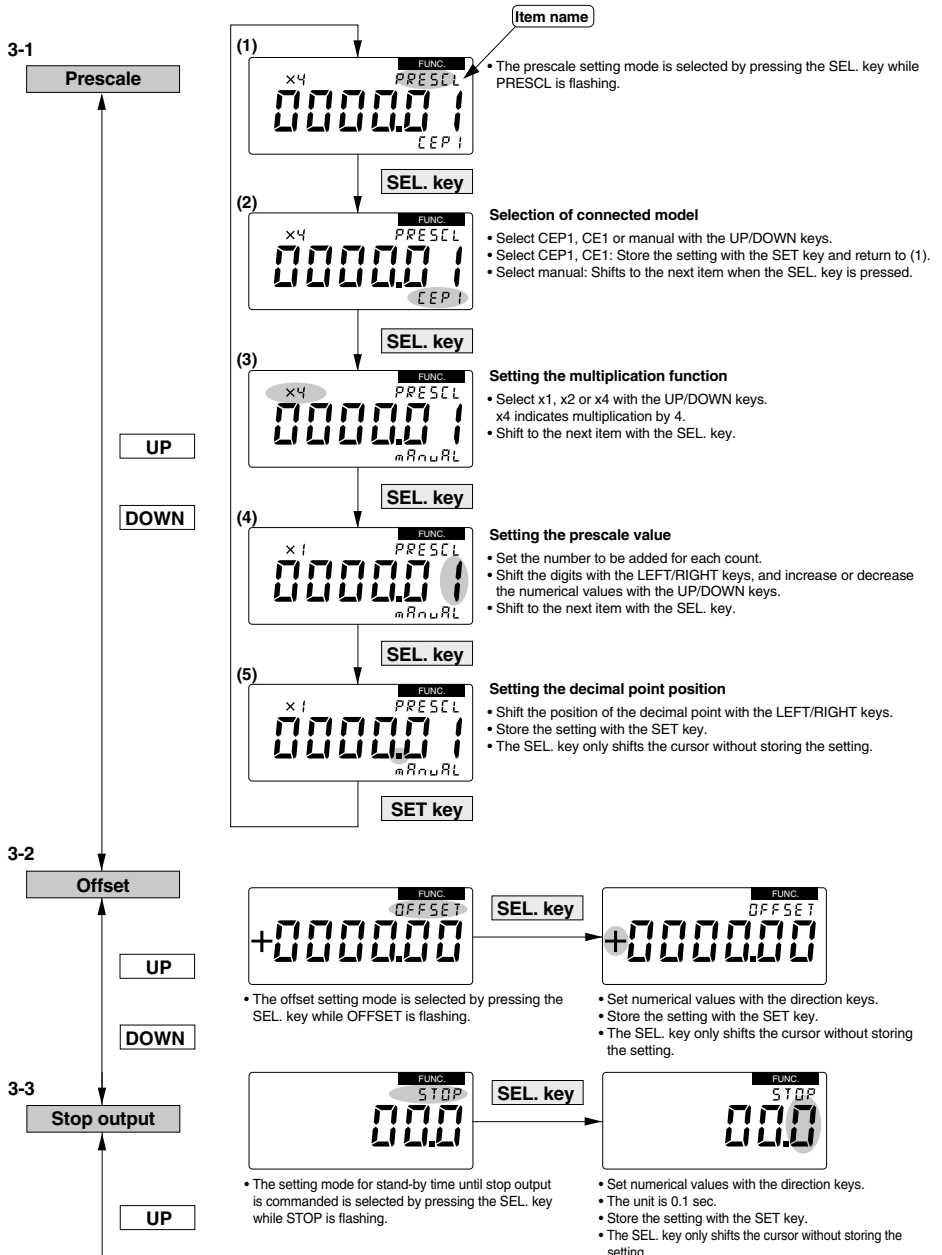 Item name
3-1
Prescale
(1)
FUNC.
×4 PRESCL
0000.01
CEP1
• The prescale setting mode is selected by pressing the SEL. key while
PRESCL is flashing.
SEL. key
(2)
FUNC.
×4 PRESCL
0000.01
CEP1
Selection of connected model
• Select CEP1, CE1 or manual with the UP/DOWN keys.
• Select CEP1, CE1: Store the setting with the SET key and return to (1).
• Select manual: Shifts to the next item when the SEL. key is pressed.
SEL. key
(3)
FUNC.
×4 PRESCL
0000.01
mAnuAL
Setting the multiplication function
• Select x1, x2 or x4 with the UP/DOWN keys.
x4 indicates multiplication by 4.
• Shift to the next item with the SEL. key.
UP
SEL. key
DOWN
(4)
FUNC.
×1 PRESCL
0000.01
mAnuAL
Setting the prescale value
• Set the number to be added for each count.
• Shift the digits with the LEFT/RIGHT keys, and increase or decrease
the numerical values with the UP/DOWN keys.
• Shift to the next item with the SEL. key.
SEL. key
(5)
FUNC.
×1 PRESCL
0000.01
mAnuAL
Setting the decimal point position
• Shift the position of the decimal point with the LEFT/RIGHT keys.
• Store the setting with the SET key.
• The SEL. key only shifts the cursor without storing the setting.
SET key
3-2
Offset
FUNC.
OFFSET
+0000.00
SEL. key
FUNC.
OFFSET
+0000.00
UP
DOWN
• The offset setting mode is selected by pressing the
SEL. key while OFFSET is flashing.
• Set numerical values with the direction keys.
• Store the setting with the SET key.
• The SEL. key only shifts the cursor without storing
the setting.
3-3
Stop output
FUNC.
STOP
00.0
SEL. key
FUNC.
STOP
00.0
UP
• The setting mode for stand-by time until stop output
is commanded is selected by pressing the SEL. key
while STOP is flashing.
• Set numerical values with the direction keys.
• The unit is 0.1 sec.
• Store the setting with the SET key.
• The SEL. key only shifts the cursor without storing the
setting.